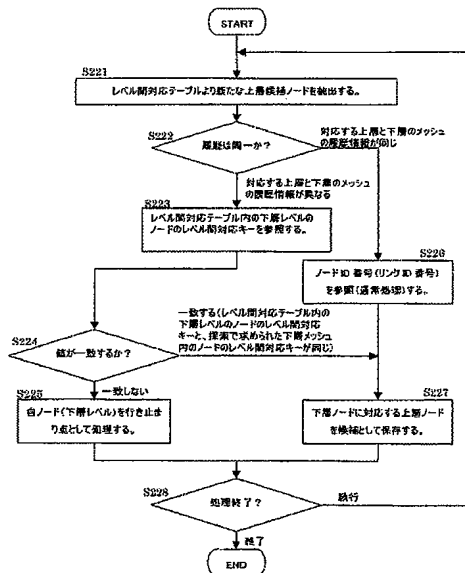 START
S221
レベル間対応テーブルより新たな上層候補ノードを検出する。
S222
履歴は同一か？
対応する上層と下層のメッシュ
の履歴情報が同じ
対応する上層と下層のメッシュ
の履歴情報が異なる
S223
レベル間対応テーブル内の下層レベルの
ノードのレベル間対応キーを参照する。
S226
ノードID番号（リンクID番号）
を参照（通常処理）する。
S224
値が一致するか？
一致する（レベル間対応テーブル内の
下層レベルのノードのレベル間対応
キーと、探索で求められた下層メッシュ
内のノードのレベル間対応キーが同じ）
一致しない
S225
自ノード（下層レベル）を行き止ま
り点として処理する。
S227
下層ノードに対応する上層ノード
を候補として保存する。
S228
処理終了？
続行
終了
END